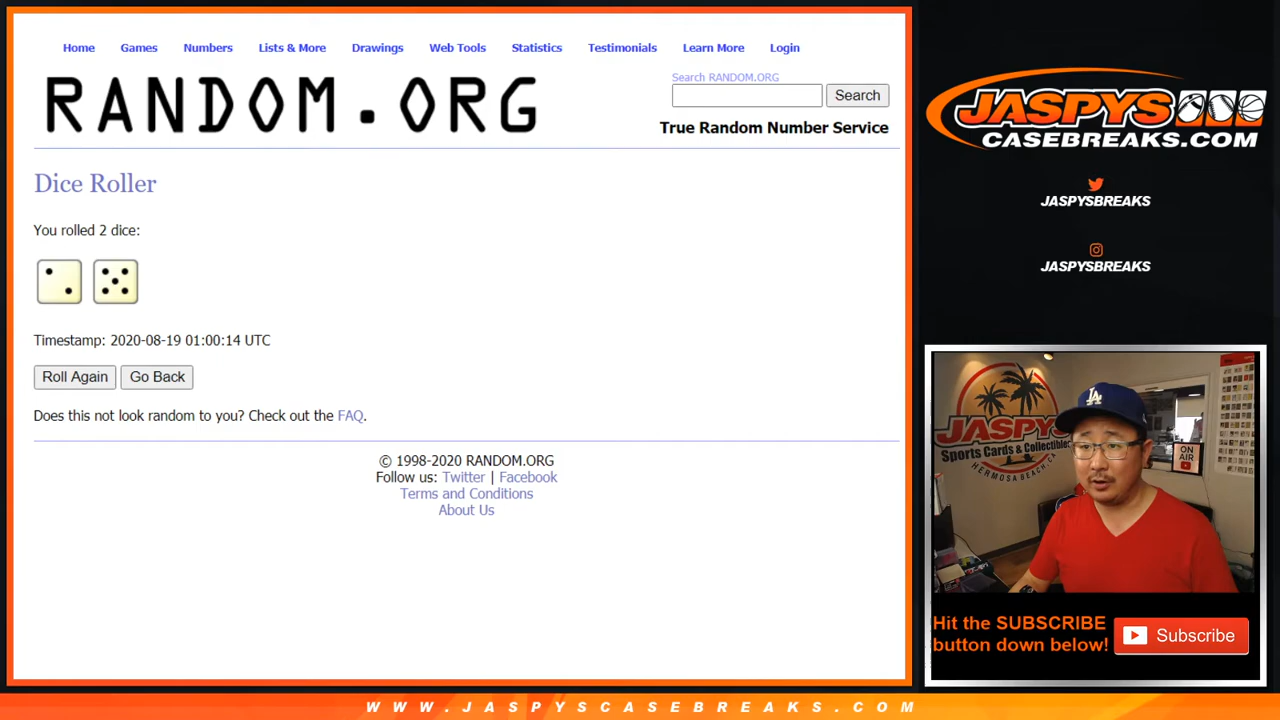 Home Games Numbers Lists & More Drawings Web Tools Statistics Testimonials Learn More Login
RANDOM.ORG
Search RANDOM.ORG
Search
True Random Number Service
Dice Roller
You rolled 2 dice:
Timestamp: 2020-08-19 01:00:14 UTC
Roll Again Go Back
Does this not look random to you? Check out the FAQ.
© 1998-2020 RANDOM.ORG
Follow us: Twitter | Facebook
Terms and Conditions
About Us
JASPYS
CASEBREAKS.COM
JASPYSBREAKS
JASPYSBREAKS
JASPYS
Sports Cards & Collectibles
HERMOSA BEACH, CA
LA
ON
AIR
Hit the SUBSCRIBE
button down below!
Subscribe
WWW.JASPYSCASEBREAKS.COM